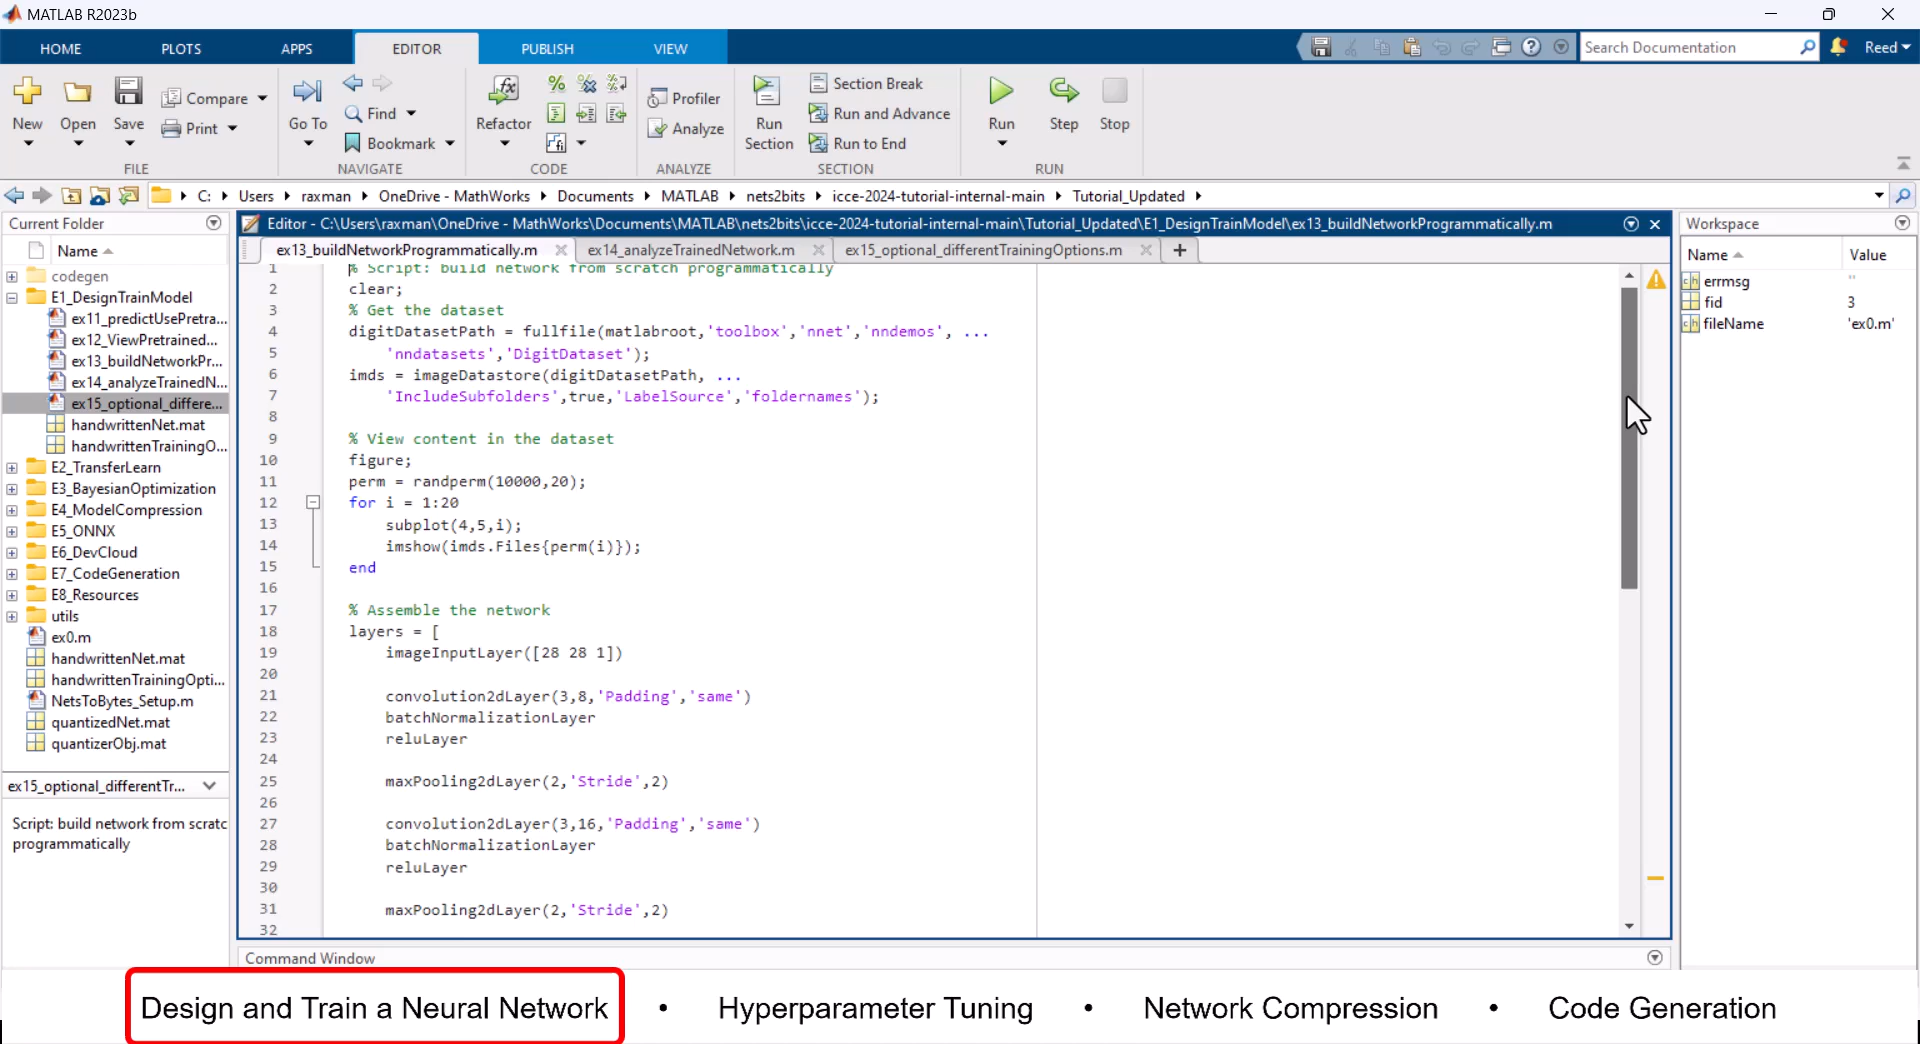 MATLAB R2023b
HOME PLOTS APPS EDITOR PUBLISH VIEW
Search Documentation
Reed
New Open Save Compare Print
FILE
Go To Find Bookmark
NAVIGATE
Refactor
CODE
Profiler
Analyze
ANALYZE
Run Section
Section Break
Run and Advance
Run to End
SECTION
Run Step Stop
RUN
C: Users raxman OneDrive - MathWorks Documents MATLAB nets2bits icce-2024-tutorial-internal-main Tutorial_Updated
Current Folder
Name
codegen
E1_DesignTrainModel
ex11_predictUsePretra...
ex12_ViewPretrained...
ex13_buildNetworkPr...
ex14_analyzeTrainedN...
ex15_optional_differe...
handwrittenNet.mat
handwrittenTrainingO...
E2_TransferLearn
E3_BayesianOptimization
E4_ModelCompression
E5_ONNX
E6_DevCloud
E7_CodeGeneration
E8_Resources
utils
ex0.m
handwrittenNet.mat
handwrittenTrainingOpti...
NetsToBytes_Setup.m
quantizedNet.mat
quantizerObj.mat
ex15_optional_differentTr...
Script: build network from scratc
programmatically
Editor - C:\Users\raxman\OneDrive - MathWorks\Documents\MATLAB\nets2bits\icce-2024-tutorial-internal-main\Tutorial_Updated\E1_DesignTrainModel\ex13_buildNetworkProgrammatically.m
ex13_buildNetworkProgrammatically.m ex14_analyzeTrainedNetwork.m ex15_optional_differentTrainingOptions.m
1 % Script: build network from scratch programmatically
2 clear;
3 % Get the dataset
4 digitDatasetPath = fullfile(matlabroot,'toolbox','nnet','nndemos', ...
5 'nndatasets','DigitDataset');
6 imds = imageDatastore(digitDatasetPath, ...
7 'IncludeSubfolders',true,'LabelSource','foldernames');
8
9 % View content in the dataset
10 figure;
11 perm = randperm(10000,20);
12 for i = 1:20
13 subplot(4,5,i);
14 imshow(imds.Files{perm(i)});
15 end
16
17 % Assemble the network
18 layers = [
19 imageInputLayer([28 28 1])
20
21 convolution2dLayer(3,8,'Padding','same')
22 batchNormalizationLayer
23 reluLayer
24
25 maxPooling2dLayer(2,'Stride',2)
26
27 convolution2dLayer(3,16,'Padding','same')
28 batchNormalizationLayer
29 reluLayer
30
31 maxPooling2dLayer(2,'Stride',2)
32
Command Window
Workspace
Name Value
errmsg ''
fid 3
fileName 'ex0.m'
Design and Train a Neural Network • Hyperparameter Tuning • Network Compression • Code Generation